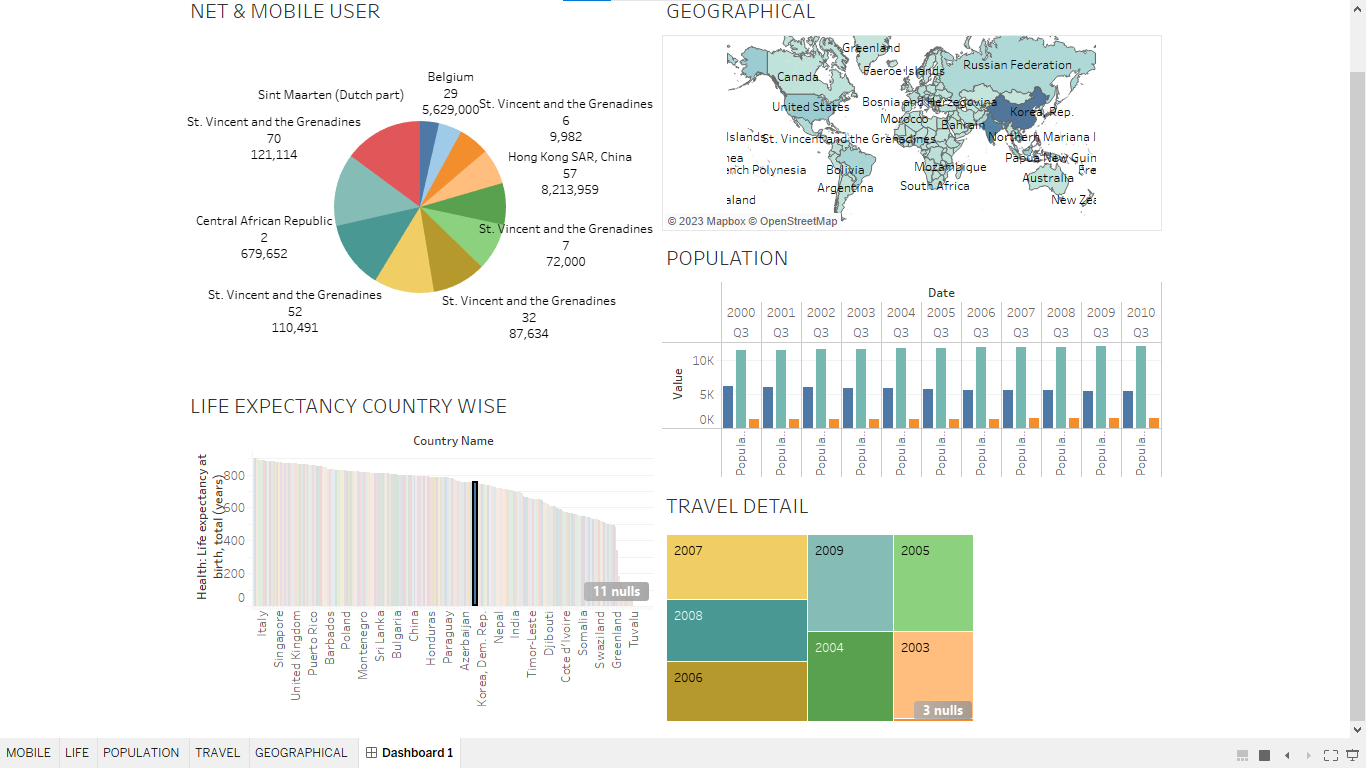 NET & MOBILE USER
Belgium
29
5,629,000
Sint Maarten (Dutch part)
St. Vincent and the Grenadines
6
9,982
St. Vincent and the Grenadines
70
121,114
Hong Kong SAR, China
57
8,213,959
Central African Republic
2
679,652
St. Vincent and the Grenadines
7
72,000
St. Vincent and the Grenadines
52
110,491
St. Vincent and the Grenadines
32
87,634
GEOGRAPHICAL
Greenland
Russian Federation
Canada
Faeroe Islands
United States
Bosnia and Herzegovina
Korea, Rep.
Morocco
Bahrain
Islands
St. Vincent and the Grenadines
Northern Mariana I
nea
Papua New Guin
ench Polynesia
Bolivia
Mozambique
Fre
Australia
Argentina
South Africa
aland
New Zea
© 2023 Mapbox © OpenStreetMap
POPULATION
Date
2000 2001 2002 2003 2004 2005 2006 2007 2008 2009 2010
Q3 Q3 Q3 Q3 Q3 Q3 Q3 Q3 Q3 Q3 Q3
Value
10K
5K
0K
Popula.. Popula.. Popula.. Popula.. Popula.. Popula.. Popula.. Popula.. Popula.. Popula.. Popula..
LIFE EXPECTANCY COUNTRY WISE
Country Name
Health: Life expectancy at
birth, total (years)
800
600
400
200
0
11 nulls
Italy
Singapore
United Kingdom
Puerto Rico
Barbados
Poland
Montenegro
Sri Lanka
Bulgaria
China
Honduras
Paraguay
Azerbaijan
Korea, Dem. Rep.
Nepal
India
Timor-Leste
Djibouti
Cote d'Ivoire
Somalia
Swaziland
Greenland
Tuvalu
TRAVEL DETAIL
2007
2009
2005
2008
2004
2003
2006
3 nulls
MOBILE LIFE POPULATION TRAVEL GEOGRAPHICAL Dashboard 1